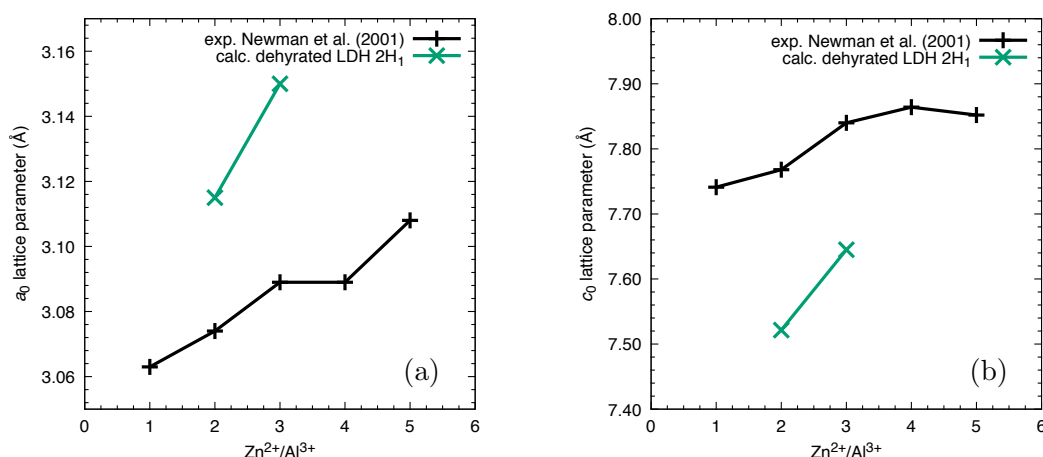 3.16
3.14
3.12
3.10
3.08
3.06
0 1 2 3 4 5 6
a₀ lattice parameter (Å)
Zn²⁺/Al³⁺
exp. Newman et al. (2001)
calc. dehyrated LDH 2H₁
(a)
8.00
7.90
7.80
7.70
7.60
7.50
7.40
0 1 2 3 4 5 6
c₀ lattice parameter (Å)
Zn²⁺/Al³⁺
exp. Newman et al. (2001)
calc. dehyrated LDH 2H₁
(b)